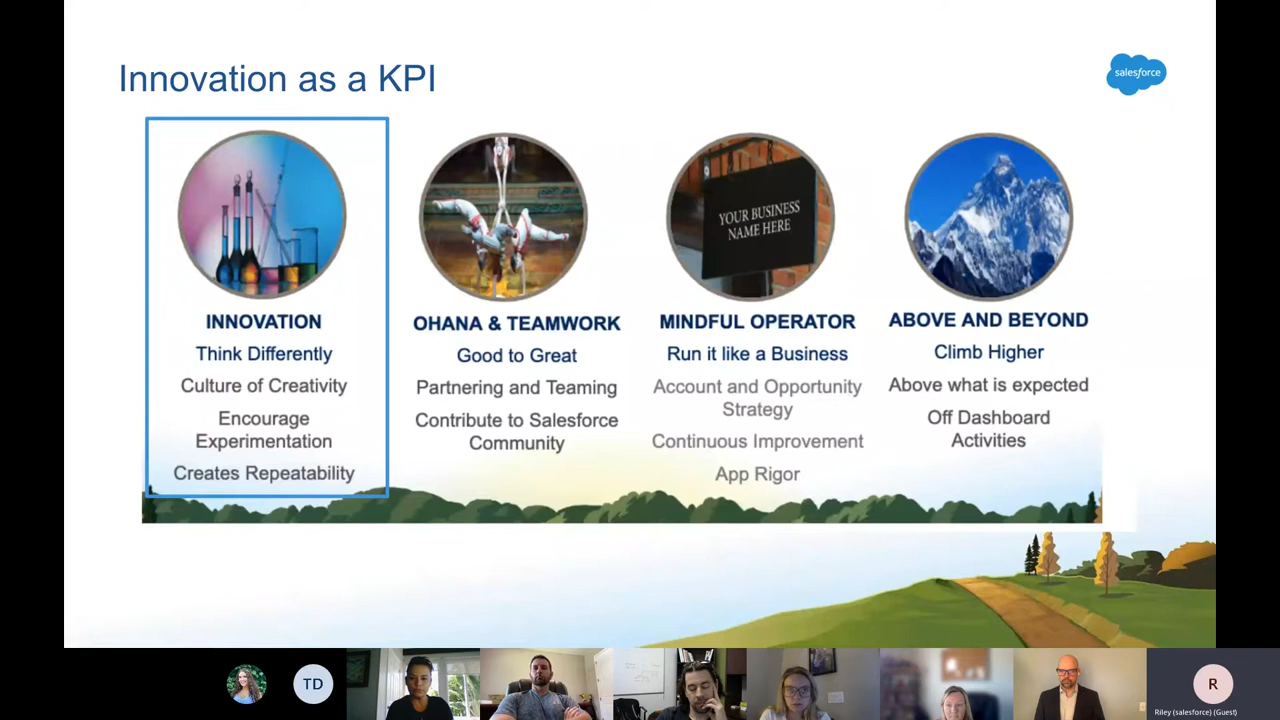 Innovation as a KPI
salesforce
YOUR BUSINESS
NAME HERE
INNOVATION
Think Differently
Culture of Creativity
Encourage
Experimentation
Creates Repeatability
OHANA & TEAMWORK
Good to Great
Partnering and Teaming
Contribute to Salesforce
Community
MINDFUL OPERATOR
Run it like a Business
Account and Opportunity
Strategy
Continuous Improvement
App Rigor
ABOVE AND BEYOND
Climb Higher
Above what is expected
Off Dashboard
Activities
TD
R
Riley (salesforce) (Guest)